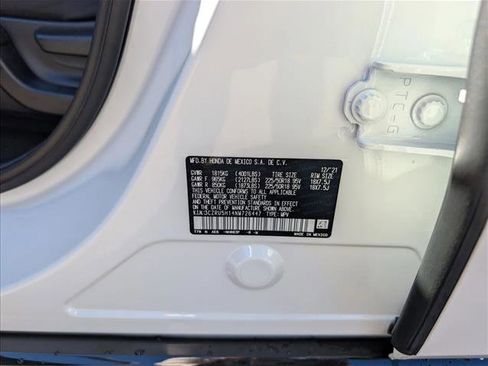 MFD.BY HONDA DE MEXICO S.A. DE C.V. 12/'21
GVWR 1815KG (4001LBS) TIRE SIZE RIM SIZE
GAWR F 965KG (2127LBS) 225/50R18 95V 18X7.5J
GAWR R 850KG (1873LBS) 225/50R18 95V 18X7.5J
THIS VEHICLE CONFORMS TO ALL APPLICABLE
FEDERAL MOTOR VEHICLE SAFETY AND
THEFT PREVENTION STANDARDS IN
EFFECT ON THE DATE OF MANUFACTURE
SHOWN ABOVE.
V.I.N:3CZRU5H14NM726447 TYPE: MPV
MADE IN MEXICO
PTC-G